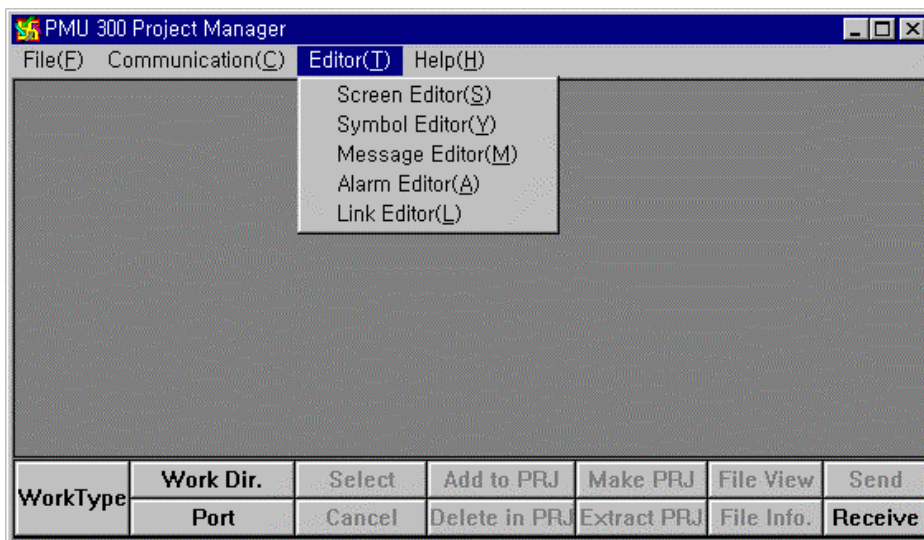 PMU 300 Project Manager
File(F) Communication(C) Editor(T) Help(H)
Screen Editor(S)
Symbol Editor(Y)
Message Editor(M)
Alarm Editor(A)
Link Editor(L)
WorkType
Work Dir. Select Add to PRJ Make PRJ File View Send
Port Cancel Delete in PRJ Extract PRJ File Info. Receive